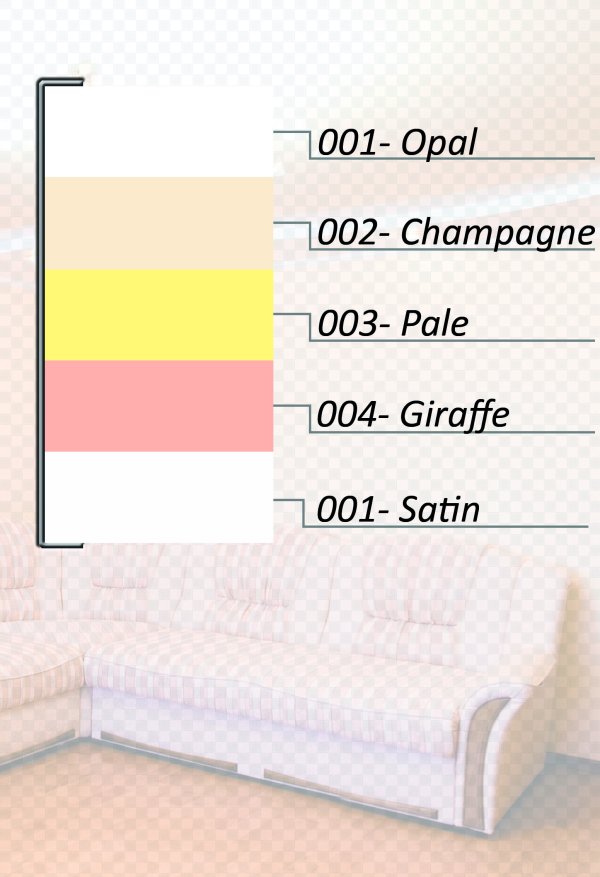 001- Opal
002- Champagne
003- Pale
004- Giraffe
001- Satin